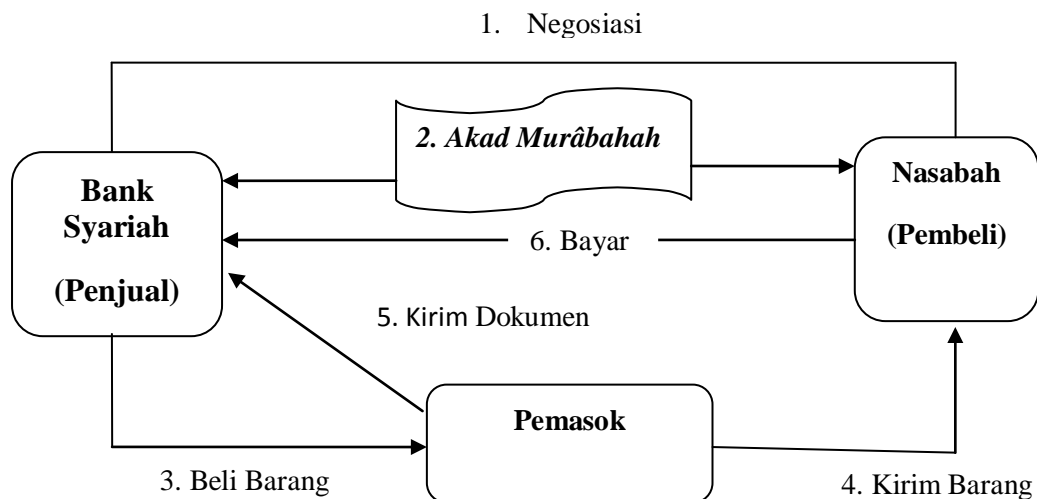 1. Negosiasi
2. Akad Murâbahah
Bank
Syariah
(Penjual)
Nasabah
(Pembeli)
6. Bayar
5. Kirim Dokumen
Pemasok
3. Beli Barang
4. Kirim Barang